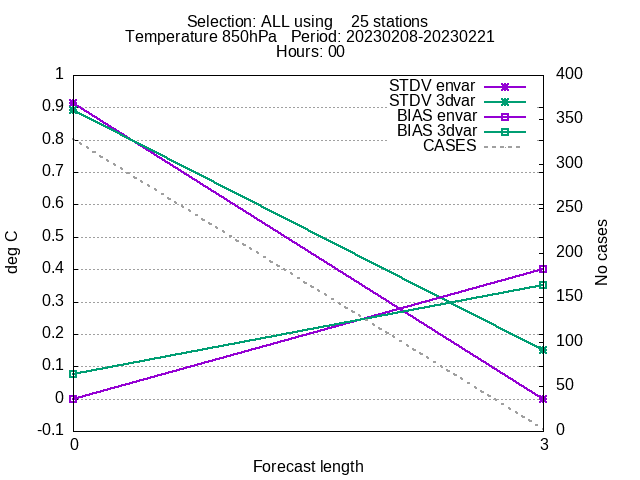 Selection: ALL using    25 stations
Temperature 850hPa   Period: 20230208-20230221
Hours: 00
STDV envar
STDV 3dvar
BIAS envar
BIAS 3dvar
CASES
1
0.9
0.8
0.7
0.6
0.5
0.4
0.3
0.2
0.1
0
-0.1
deg C
400
350
300
250
200
150
100
50
0
No cases
0
3
Forecast length